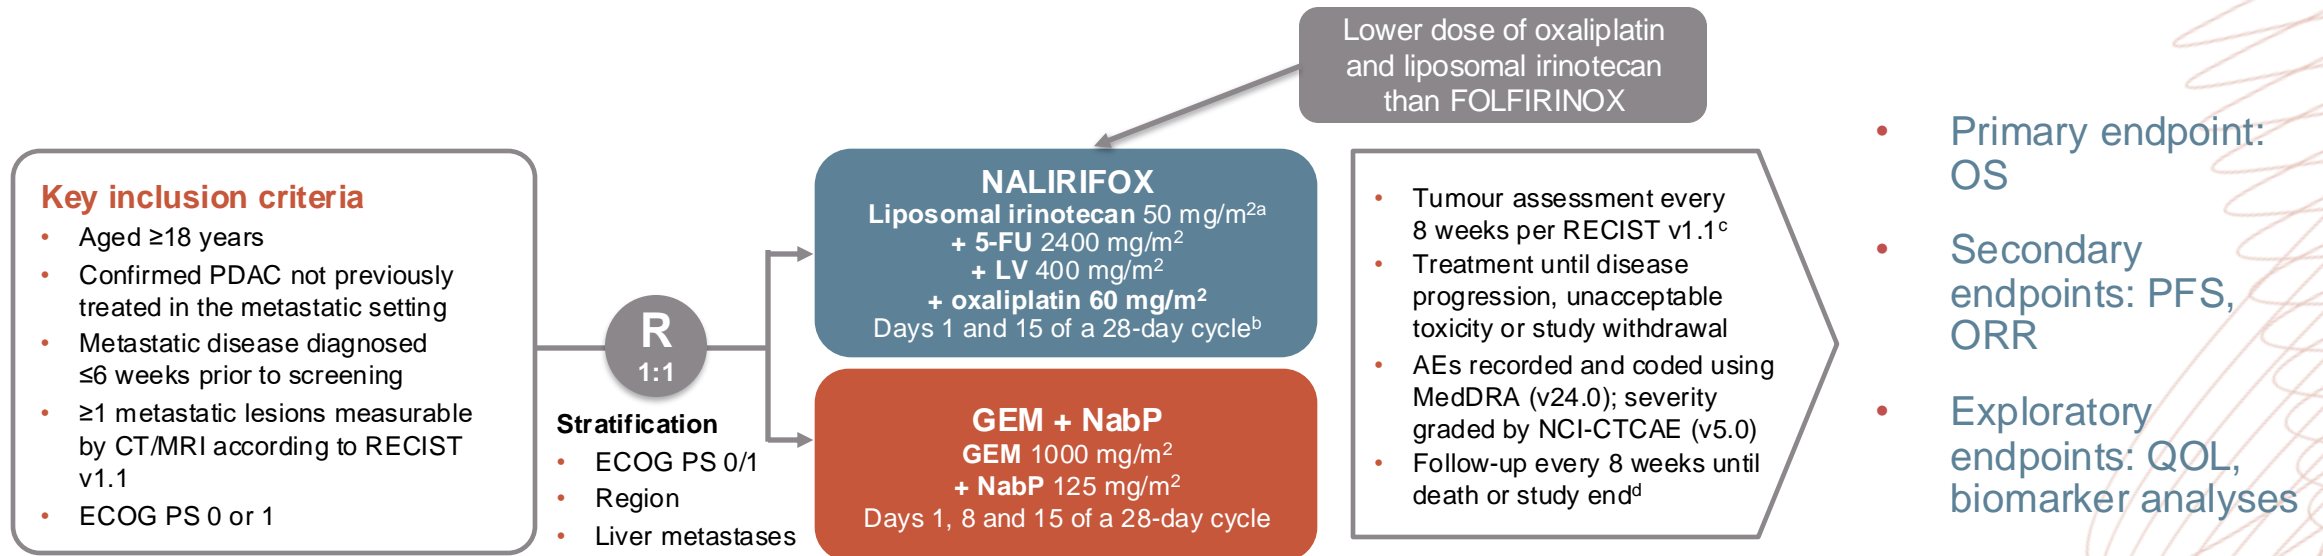 Lower dose of oxaliplatin
and liposomal irinotecan
than FOLFIRINOX
Key inclusion criteria
• Aged ≥18 years
• Confirmed PDAC not previously
treated in the metastatic setting
• Metastatic disease diagnosed
≤6 weeks prior to screening
• ≥1 metastatic lesions measurable
by CT/MRI according to RECIST
v1.1
• ECOG PS 0 or 1
R
1:1
Stratification
• ECOG PS 0/1
• Region
• Liver metastases
NALIRIFOX
Liposomal irinotecan 50 mg/m²ᵃ
+ 5-FU 2400 mg/m²
+ LV 400 mg/m²
+ oxaliplatin 60 mg/m²
Days 1 and 15 of a 28-day cycleᵇ
GEM + NabP
GEM 1000 mg/m²
+ NabP 125 mg/m²
Days 1, 8 and 15 of a 28-day cycle
• Tumour assessment every
8 weeks per RECIST v1.1ᶜ
• Treatment until disease
progression, unacceptable
toxicity or study withdrawal
• AEs recorded and coded using
MedDRA (v24.0); severity
graded by NCI-CTCAE (v5.0)
• Follow-up every 8 weeks until
death or study endᵈ
• Primary endpoint:
OS
• Secondary
endpoints: PFS,
ORR
• Exploratory
endpoints: QOL,
biomarker analyses